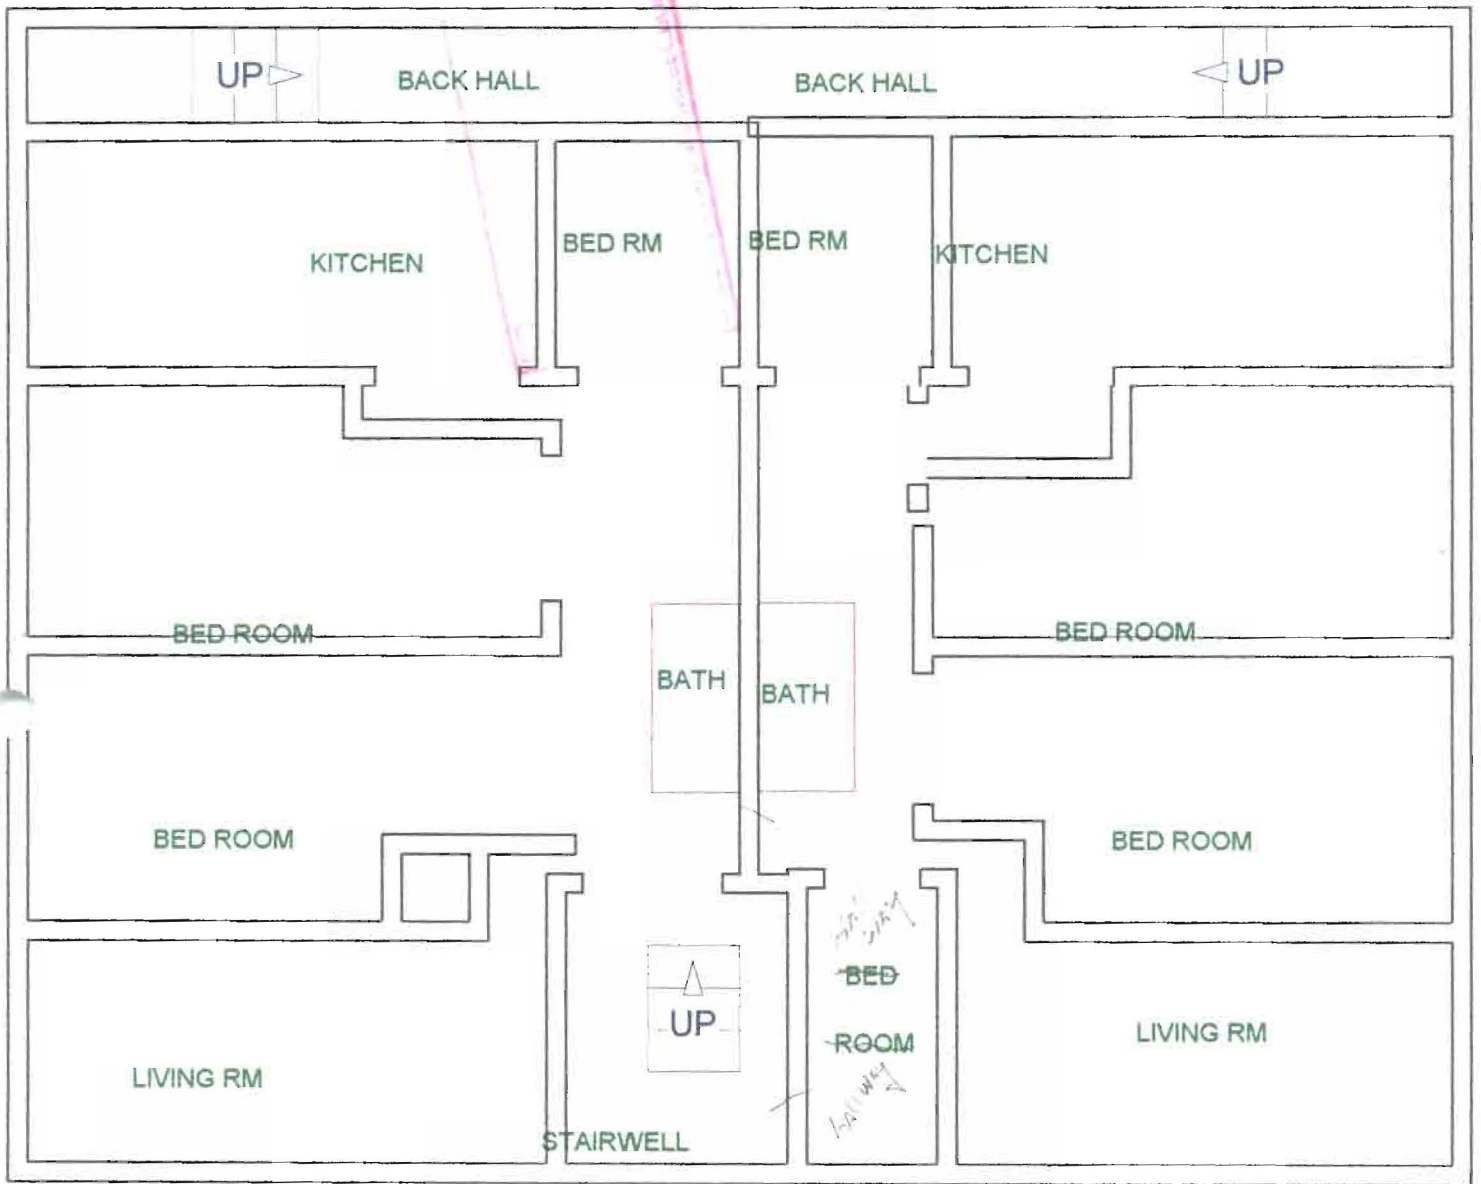 UP
BACK HALL
BACK HALL
UP
KITCHEN
BED RM
BED RM
KITCHEN
BED ROOM
BED ROOM
BATH
BATH
BED ROOM
BED ROOM
BED
ROOM
UP
LIVING RM
LIVING RM
HALLWAY
STAIRWELL